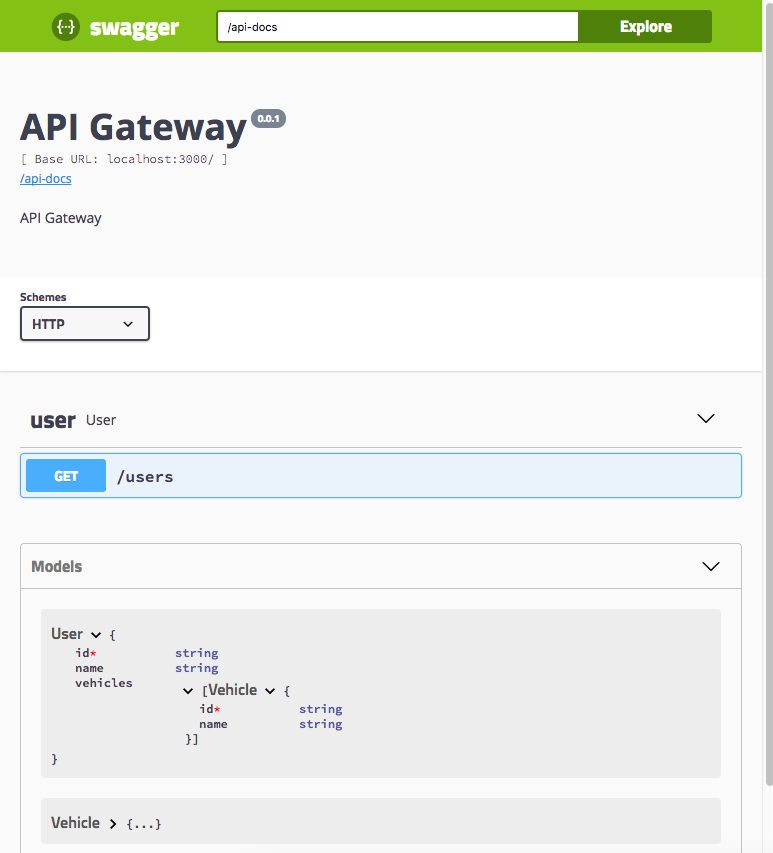 {···} swagger /api-docs Explore
API Gateway 0.0.1
[ Base URL: localhost:3000/ ]
/api-docs
API Gateway
Schemes
HTTP
user User
GET /users
Models
User {
id* string
name string
vehicles
[Vehicle {
id* string
name string
}]
}
Vehicle {...}